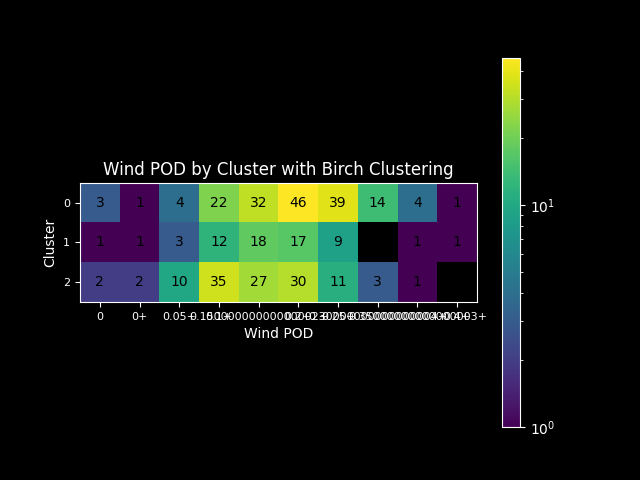 Wind POD by Cluster with Birch Clustering
0 3 1 4 22 32 46 39 14 4 1
Cluster
1 1 1 3 12 18 17 9 1 1
2 2 2 10 35 27 30 11 3 1
0 0+ 0.05+
Wind POD
10¹
10⁰